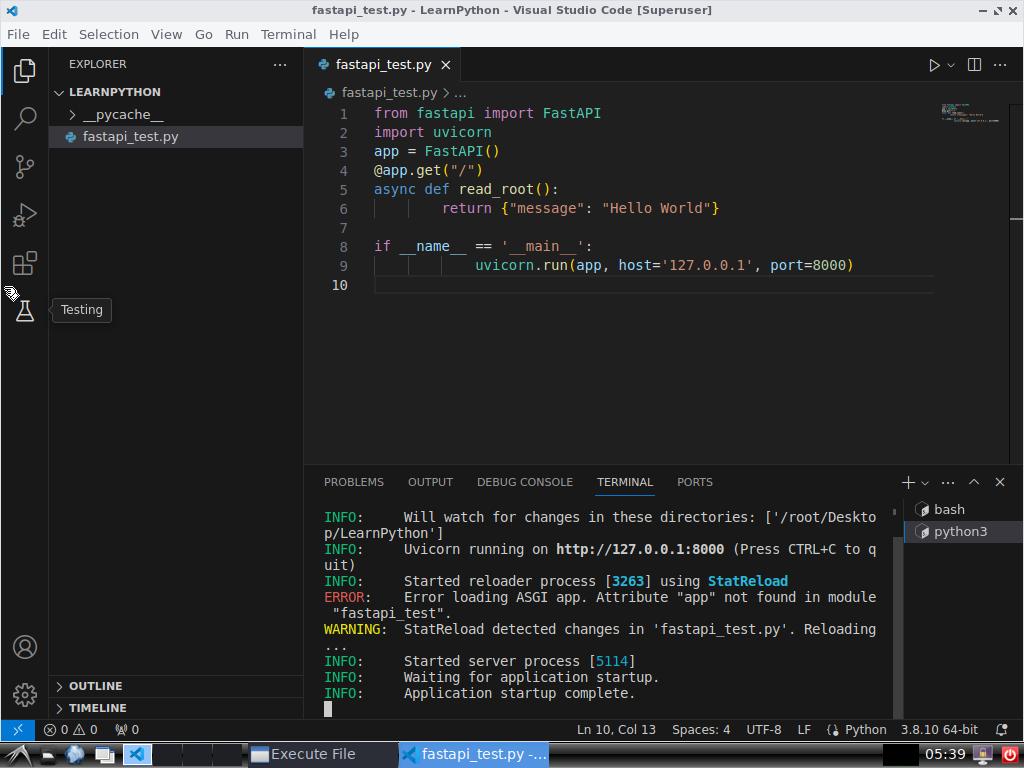 fastapi_test.py - LearnPython - Visual Studio Code [Superuser]
File Edit Selection View Go Run Terminal Help
EXPLORER
LEARNPYTHON
__pycache__
fastapi_test.py
Testing
OUTLINE
TIMELINE
fastapi_test.py
fastapi_test.py > ...
1 from fastapi import FastAPI
2 import uvicorn
3 app = FastAPI()
4 @app.get("/")
5 async def read_root():
6 return {"message": "Hello World"}
7
8 if __name__ == '__main__':
9 uvicorn.run(app, host='127.0.0.1', port=8000)
10
PROBLEMS OUTPUT DEBUG CONSOLE TERMINAL PORTS
INFO: Will watch for changes in these directories: ['/root/Deskto
p/LearnPython']
INFO: Uvicorn running on http://127.0.0.1:8000 (Press CTRL+C to q
uit)
INFO: Started reloader process [3263] using StatReload
ERROR: Error loading ASGI app. Attribute "app" not found in module
"fastapi_test".
WARNING: StatReload detected changes in 'fastapi_test.py'. Reloading
...
INFO: Started server process [5114]
INFO: Waiting for application startup.
INFO: Application startup complete.
bash
python3
0 0 0 Ln 10, Col 13 Spaces: 4 UTF-8 LF {} Python 3.8.10 64-bit
Execute File fastapi_test.py -... 05:39